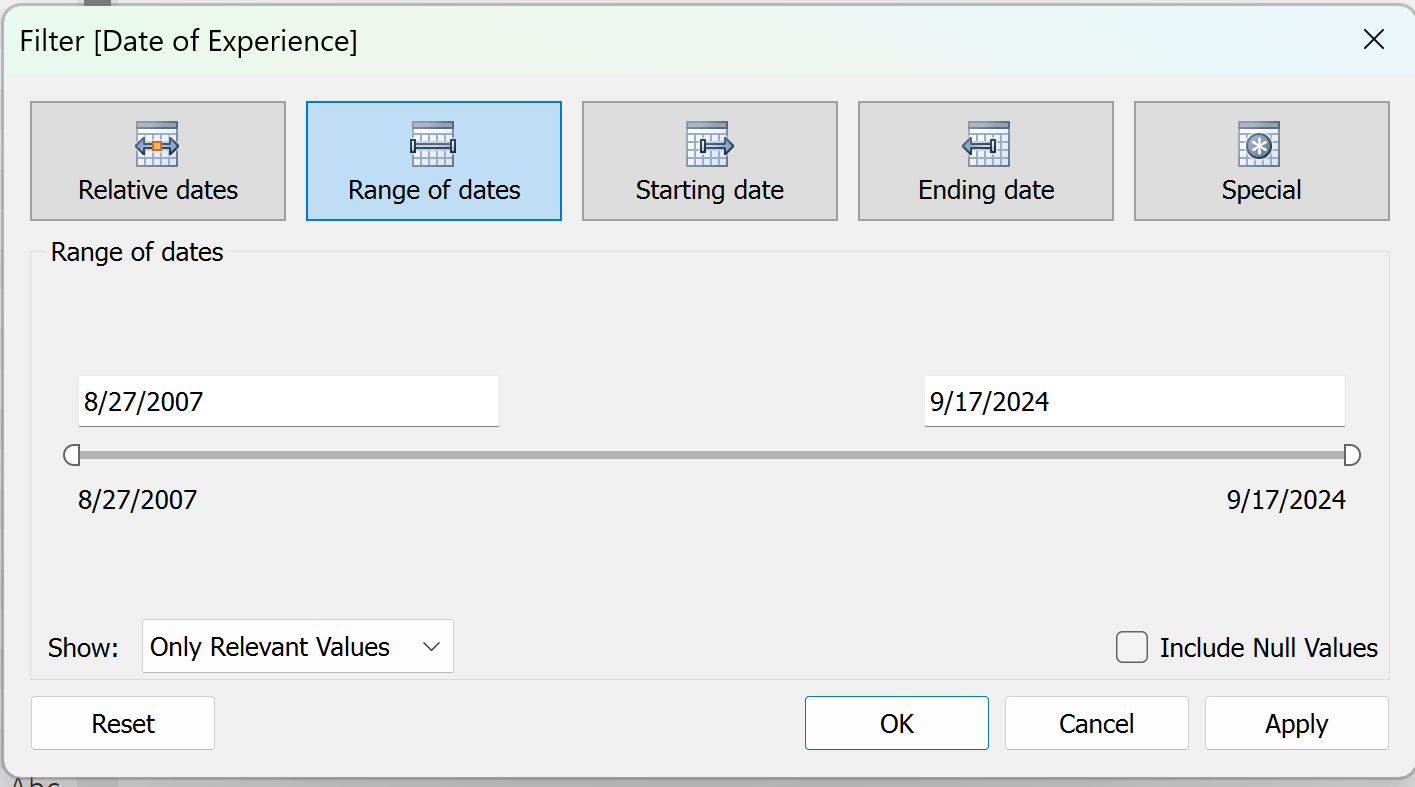 Filter [Date of Experience]
Relative dates
Range of dates
Starting date
Ending date
Special
Range of dates
8/27/2007
9/17/2024
8/27/2007
9/17/2024
Show:
Only Relevant Values
Include Null Values
Reset
OK
Cancel
Apply
Abc